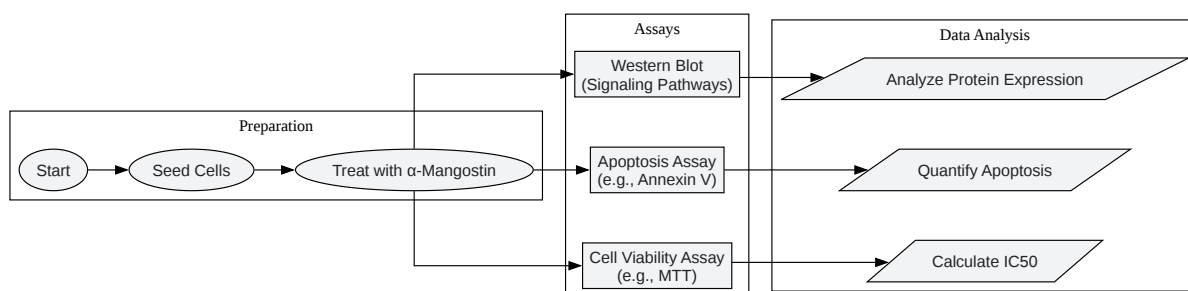 Preparation
Start
Seed Cells
Treat with α-Mangostin
Assays
Western Blot
(Signaling Pathways)
Apoptosis Assay
(e.g., Annexin V)
Cell Viability Assay
(e.g., MTT)
Data Analysis
Analyze Protein Expression
Quantify Apoptosis
Calculate IC50